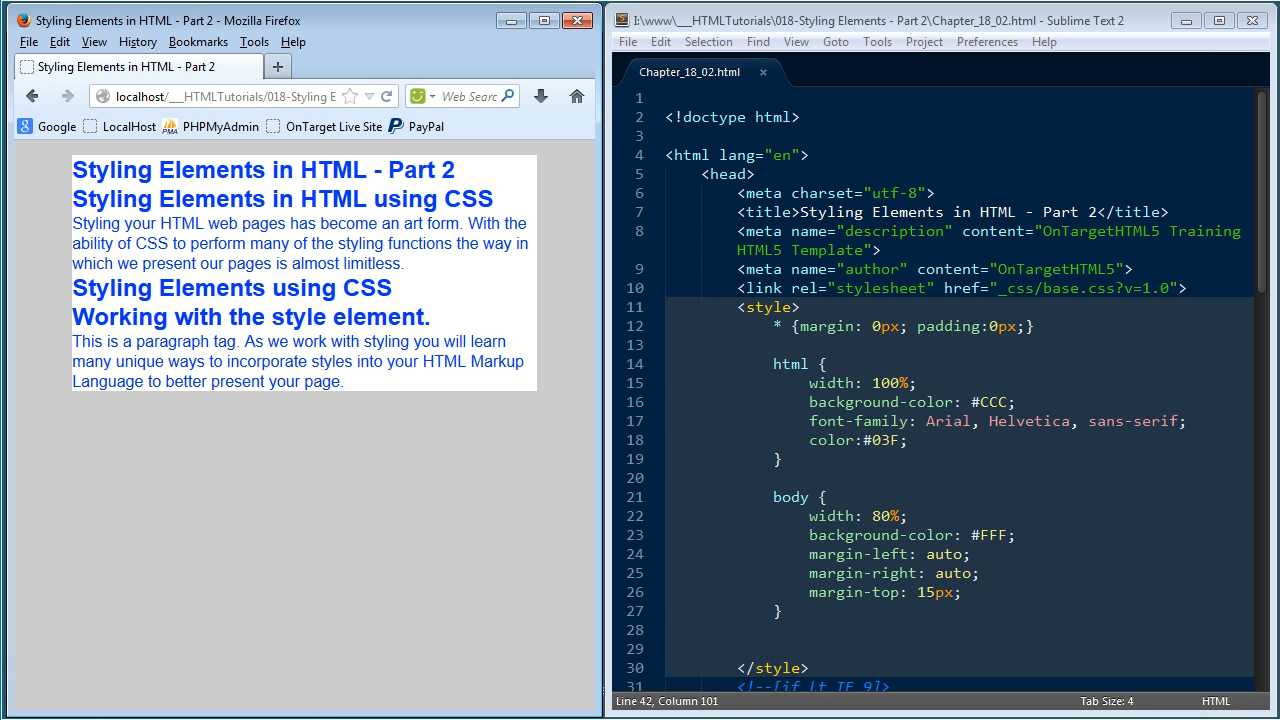 Styling Elements in HTML - Part 2 - Mozilla Firefox
File Edit View History Bookmarks Tools Help
Styling Elements in HTML - Part 2
localhost/___HTMLTutorials/018-Styling E
Web Searc
Google LocalHost PMA PHPMyAdmin OnTarget Live Site PayPal
Styling Elements in HTML - Part 2
Styling Elements in HTML using CSS
Styling your HTML web pages has become an art form. With the
ability of CSS to perform many of the styling functions the way in
which we present our pages is almost limitless.
Styling Elements using CSS
Working with the style element.
This is a paragraph tag. As we work with styling you will learn
many unique ways to incorporate styles into your HTML Markup
Language to better present your page.
I:\www\___HTMLTutorials\018-Styling Elements - Part 2\Chapter_18_02.html - Sublime Text 2
File Edit Selection Find View Goto Tools Project Preferences Help
Chapter_18_02.html ×
1
2 <!doctype html>
3
4 <html lang="en">
5 <head>
6 <meta charset="utf-8">
7 <title>Styling Elements in HTML - Part 2</title>
8 <meta name="description" content="OnTargetHTML5 Training
HTML5 Template">
9 <meta name="author" content="OnTargetHTML5">
10 <link rel="stylesheet" href="_css/base.css?v=1.0">
11 <style>
12 * {margin: 0px; padding:0px;}
13
14 html {
15 width: 100%;
16 background-color: #CCC;
17 font-family: Arial, Helvetica, sans-serif;
18 color:#03F;
19 }
20
21 body {
22 width: 80%;
23 background-color: #FFF;
24 margin-left: auto;
25 margin-right: auto;
26 margin-top: 15px;
27 }
28
29
30 </style>
31 <!--[if lt IE 9]>
Line 42, Column 101 Tab Size: 4 HTML